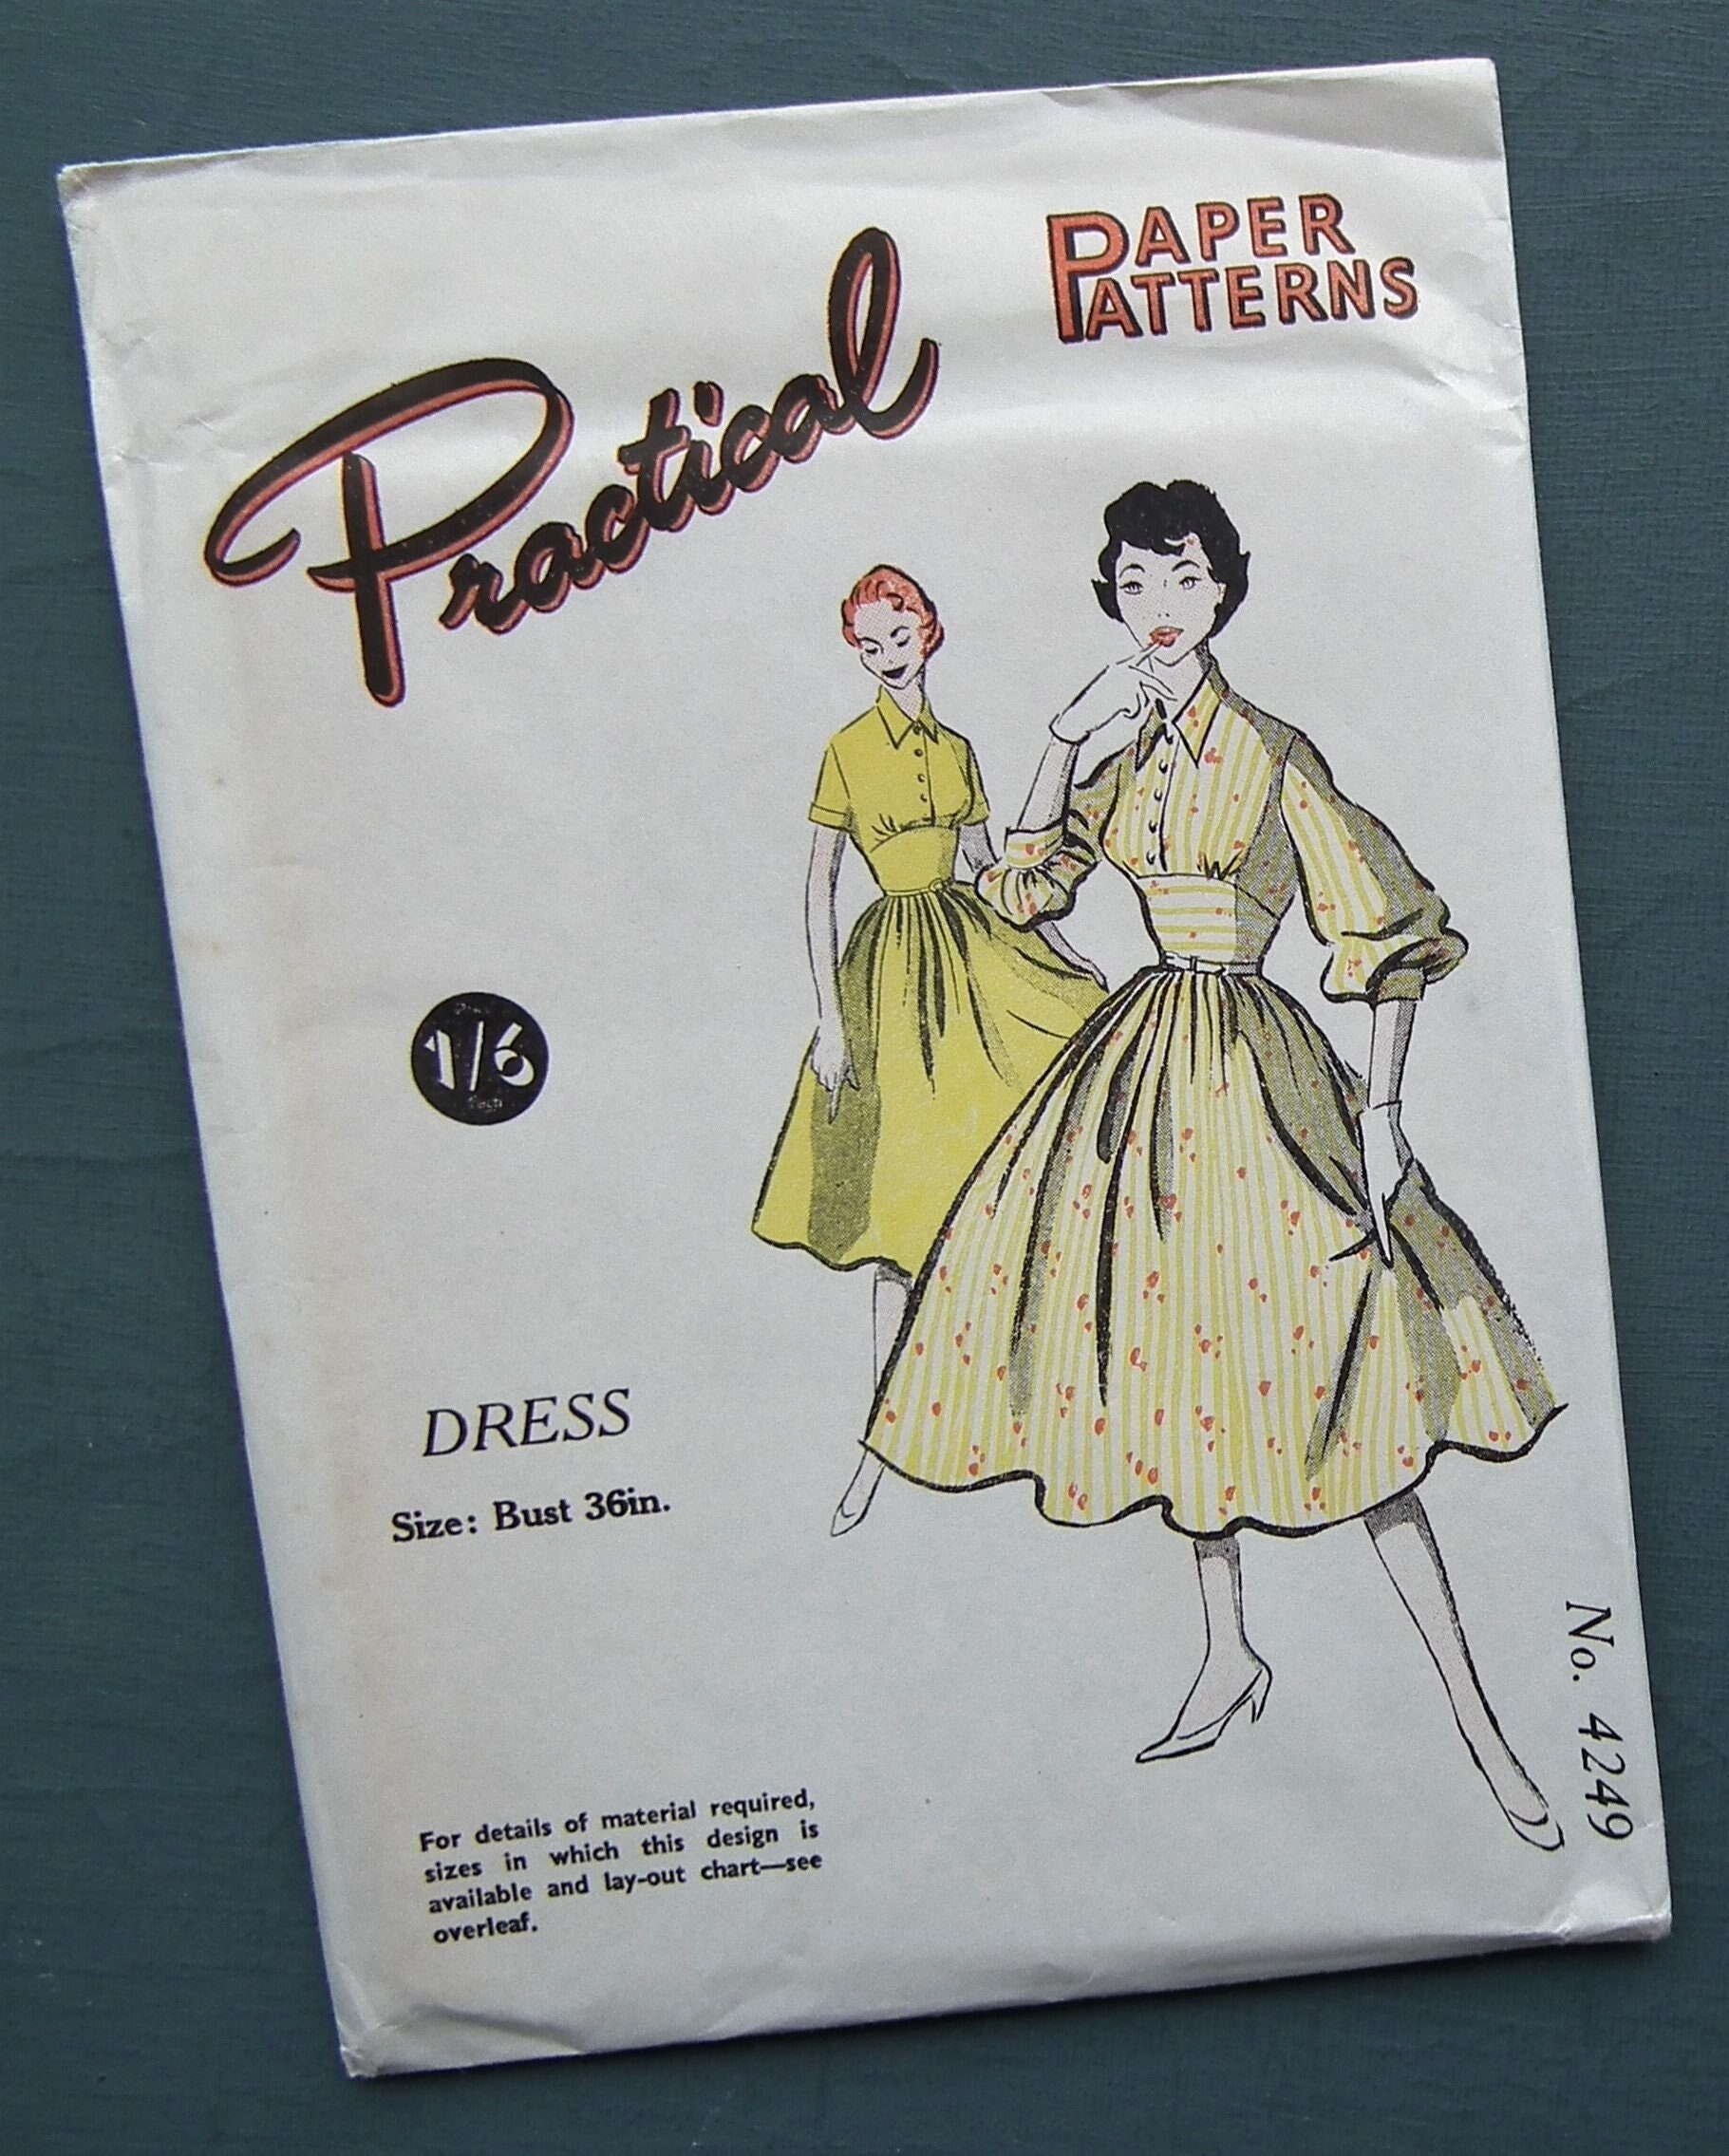 PAPER
PATTERNS
Practical
1/6
DRESS
Size: Bust 36in.
For details of material required,
sizes in which this design is
available and lay-out chart—see
overleaf.
No. 4249